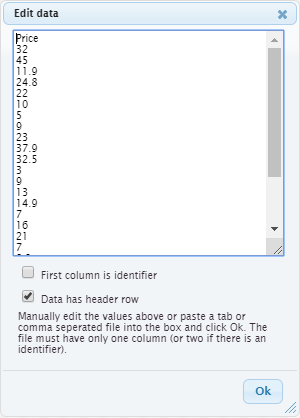 Edit data
Price
32
45
11.9
24.8
22
10
5
9
23
37.9
32.5
3
9
13
14.9
7
16
21
7
First column is identifier
Data has header row
Manually edit the values above or paste a tab or
comma seperated file into the box and click Ok. The
file must have only one column (or two if there is an
identifier).
Ok